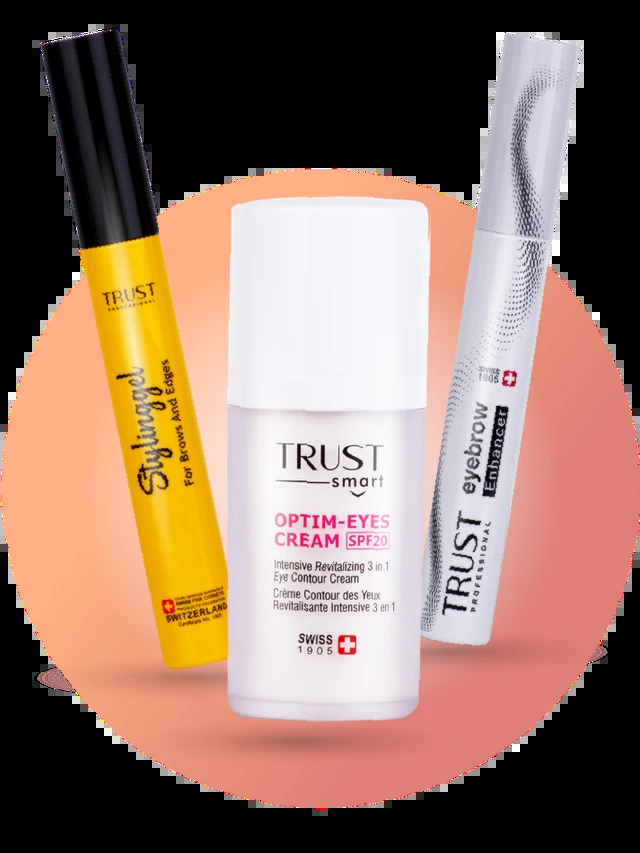 TRUST
PROFESSIONAL
Stylinggel
For Brows And Edges
SWITZERLAND
TRUST
smart
OPTIM-EYES
CREAM SPF20
Intensive Revitalizing 3 in 1
Eye Contour Cream
Crème Contour des Yeux
Revitalisante Intensive 3 en 1
SWISS
1905
SWISS
1905
eyebrow
Enhancer
TRUST
PROFESSIONAL